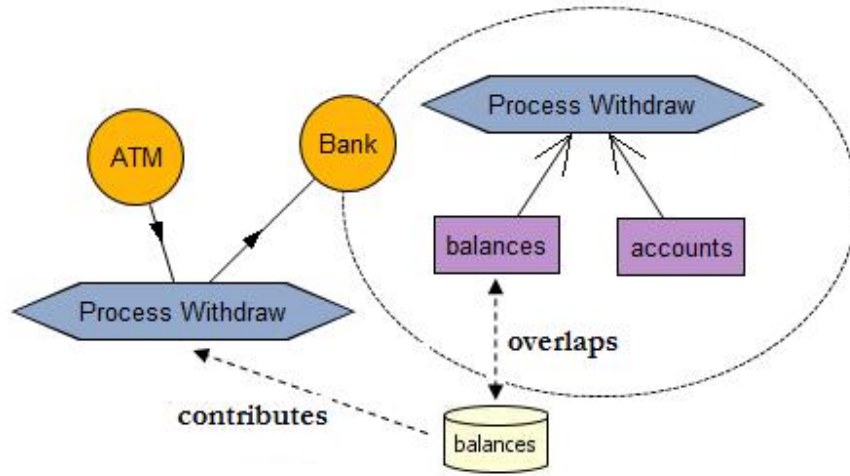 Process Withdraw
ATM
Bank
balances
accounts
Process Withdraw
overlaps
contributes
balances